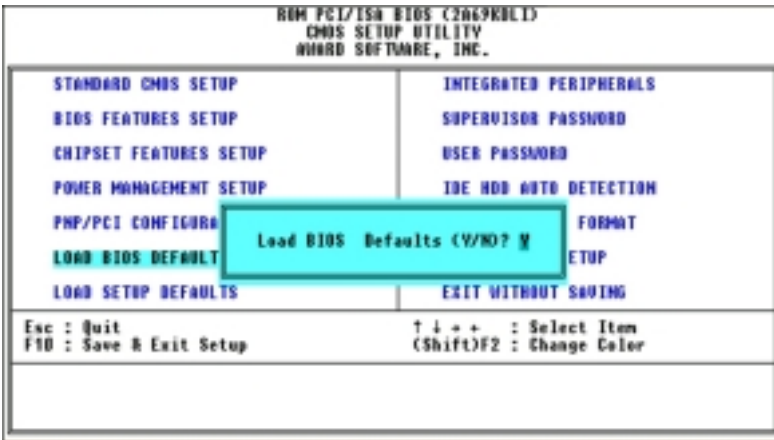 ROM PCI/ISA BIOS (2A69KDLI)
CMOS SETUP UTILITY
AWARD SOFTWARE, INC.
STANDARD CMOS SETUP
BIOS FEATURES SETUP
CHIPSET FEATURES SETUP
POWER MANAGEMENT SETUP
PNP/PCI CONFIGURA
LOAD BIOS DEFAULT
LOAD SETUP DEFAULTS
INTEGRATED PERIPHERALS
SUPERVISOR PASSWORD
USER PASSWORD
IDE HDD AUTO DETECTION
FORMAT
ETUP
EXIT WITHOUT SAVING
Load BIOS Defaults (Y/N)? Y
Esc : Quit
F10 : Save & Exit Setup
↑ ↓ → ← : Select Item
(Shift)F2 : Change Color